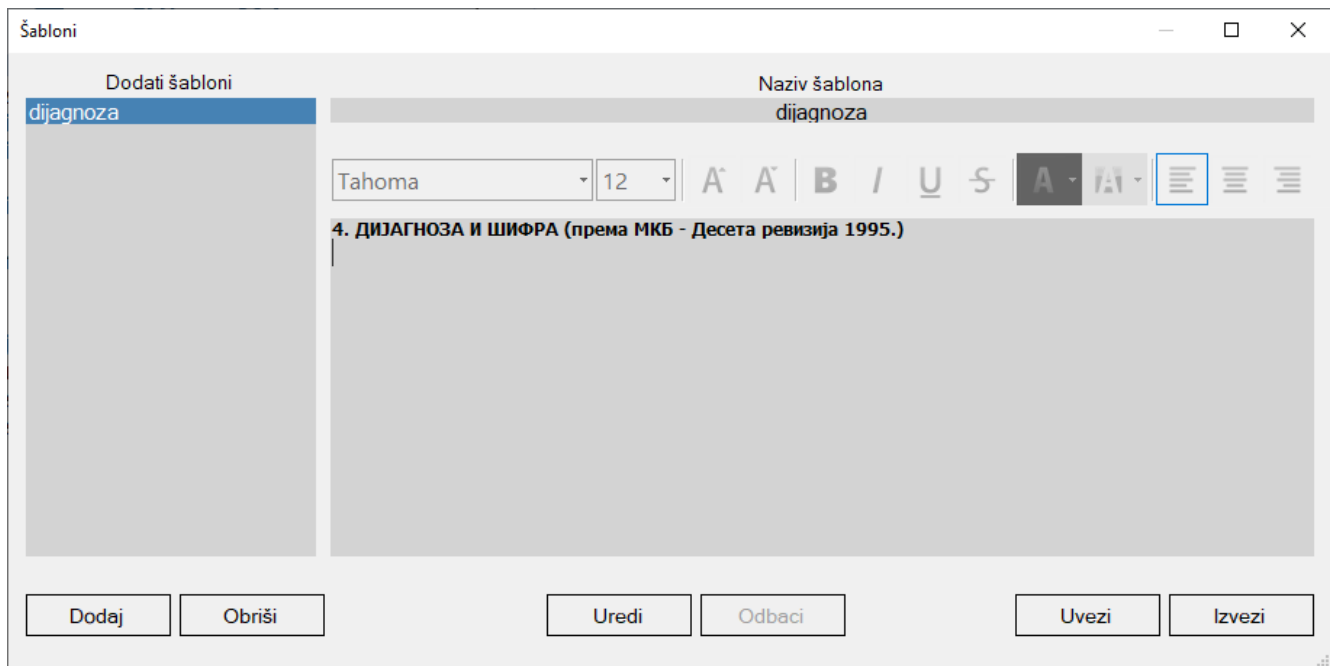 Šabloni
Dodati šabloni
Naziv šablona
dijagnoza
dijagnoza
Tahoma
12
4. ДИЈАГНОЗА И ШИФРА (према МКБ - Десета ревизија 1995.)
Dodaj
Obriši
Uredi
Odbaci
Uvezi
Izvezi